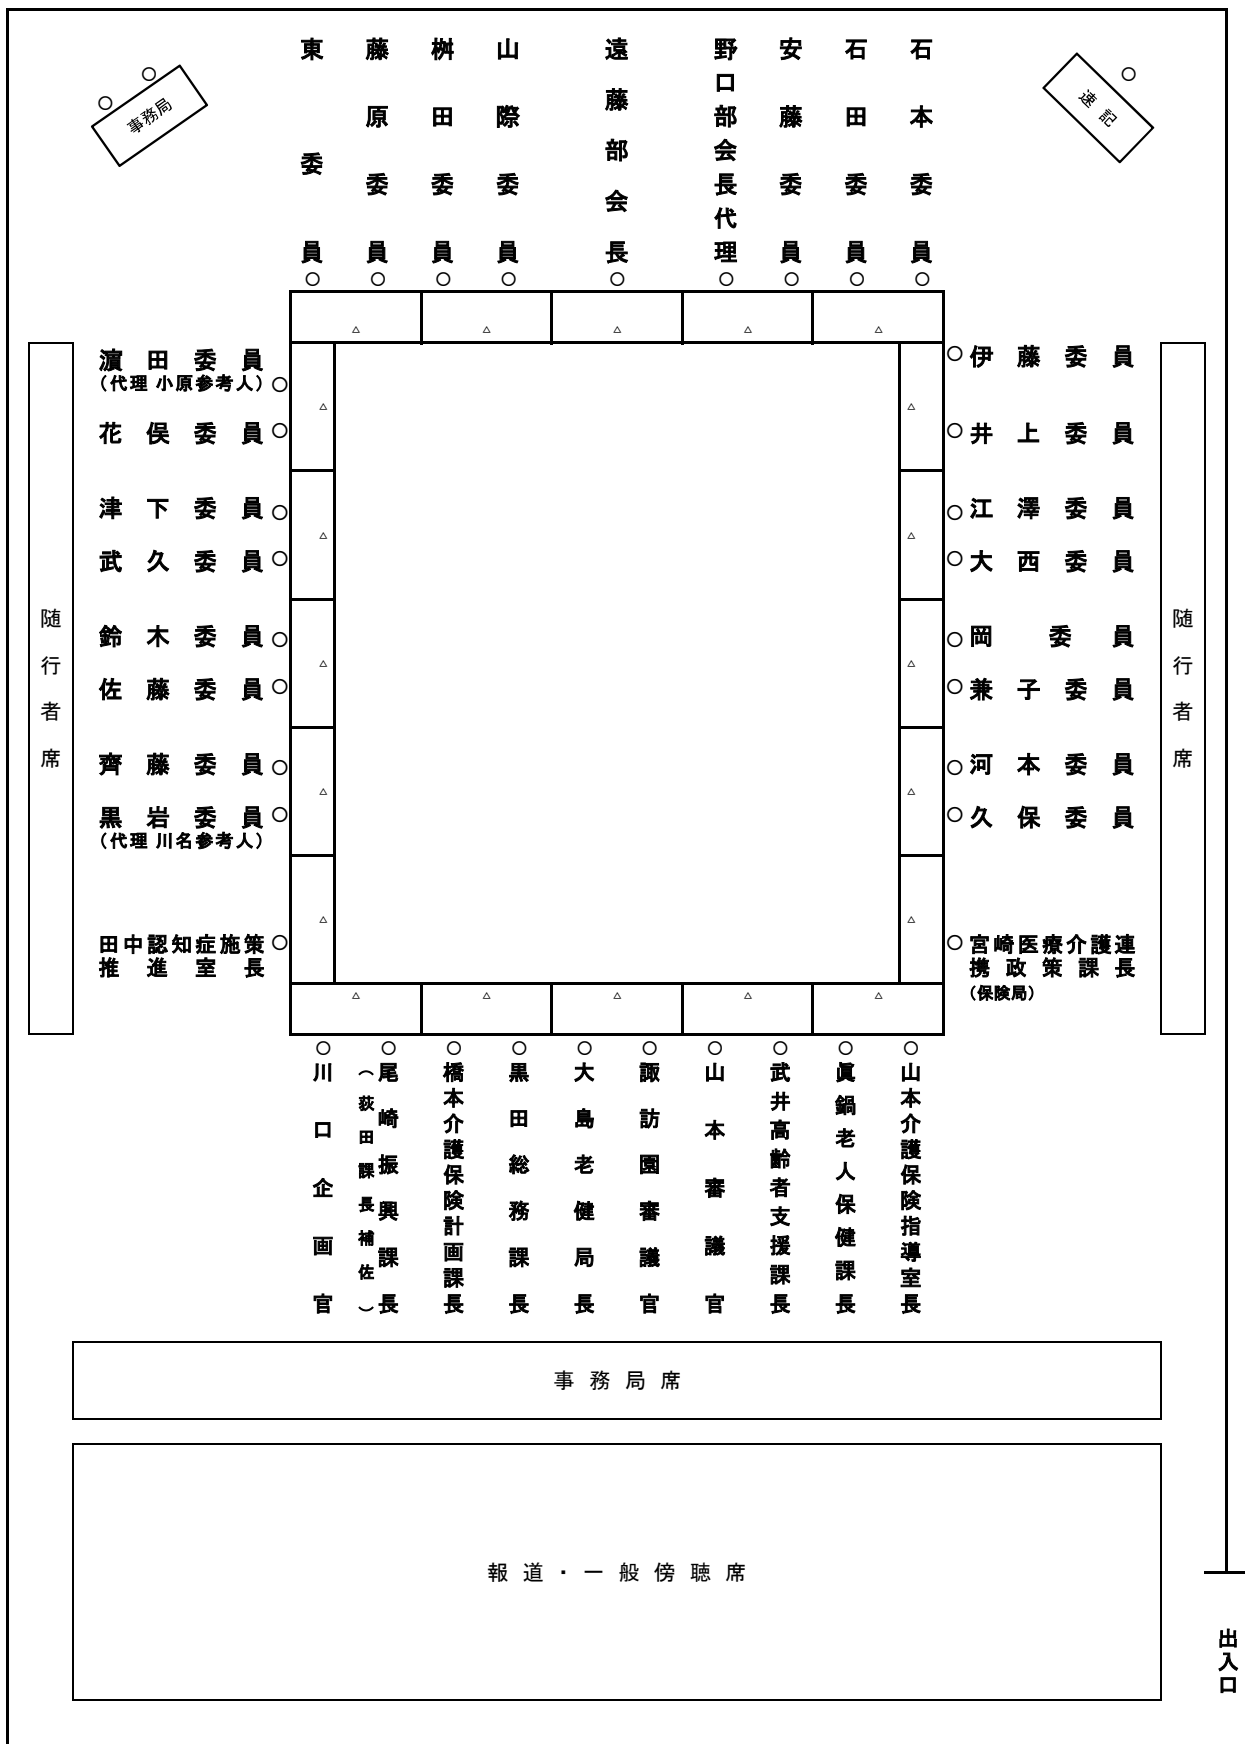 事務局
東委員
藤原委員
桝田委員
山際委員
遠藤部会長
野口部会長代理
安藤委員
石田委員
石本委員
速記
濵田委員
（代理 小原参考人）
花俣委員
津下委員
武久委員
鈴木委員
佐藤委員
齊藤委員
黒岩委員
（代理 川名参考人）
田中認知症施策
推進室長
伊藤委員
井上委員
江澤委員
大西委員
岡委員
兼子委員
河本委員
久保委員
宮崎医療介護連
携政策課長
（保険局）
随行者席
随行者席
川口企画官
尾崎振興課長
（荻田課長補佐）
橋本介護保険計画課長
黒田総務課長
大島老健局長
諏訪園審議官
山本審議官
武井高齢者支援課長
眞鍋老人保健課長
山本介護保険指導室長
事務局席
報道・一般傍聴席
出入口